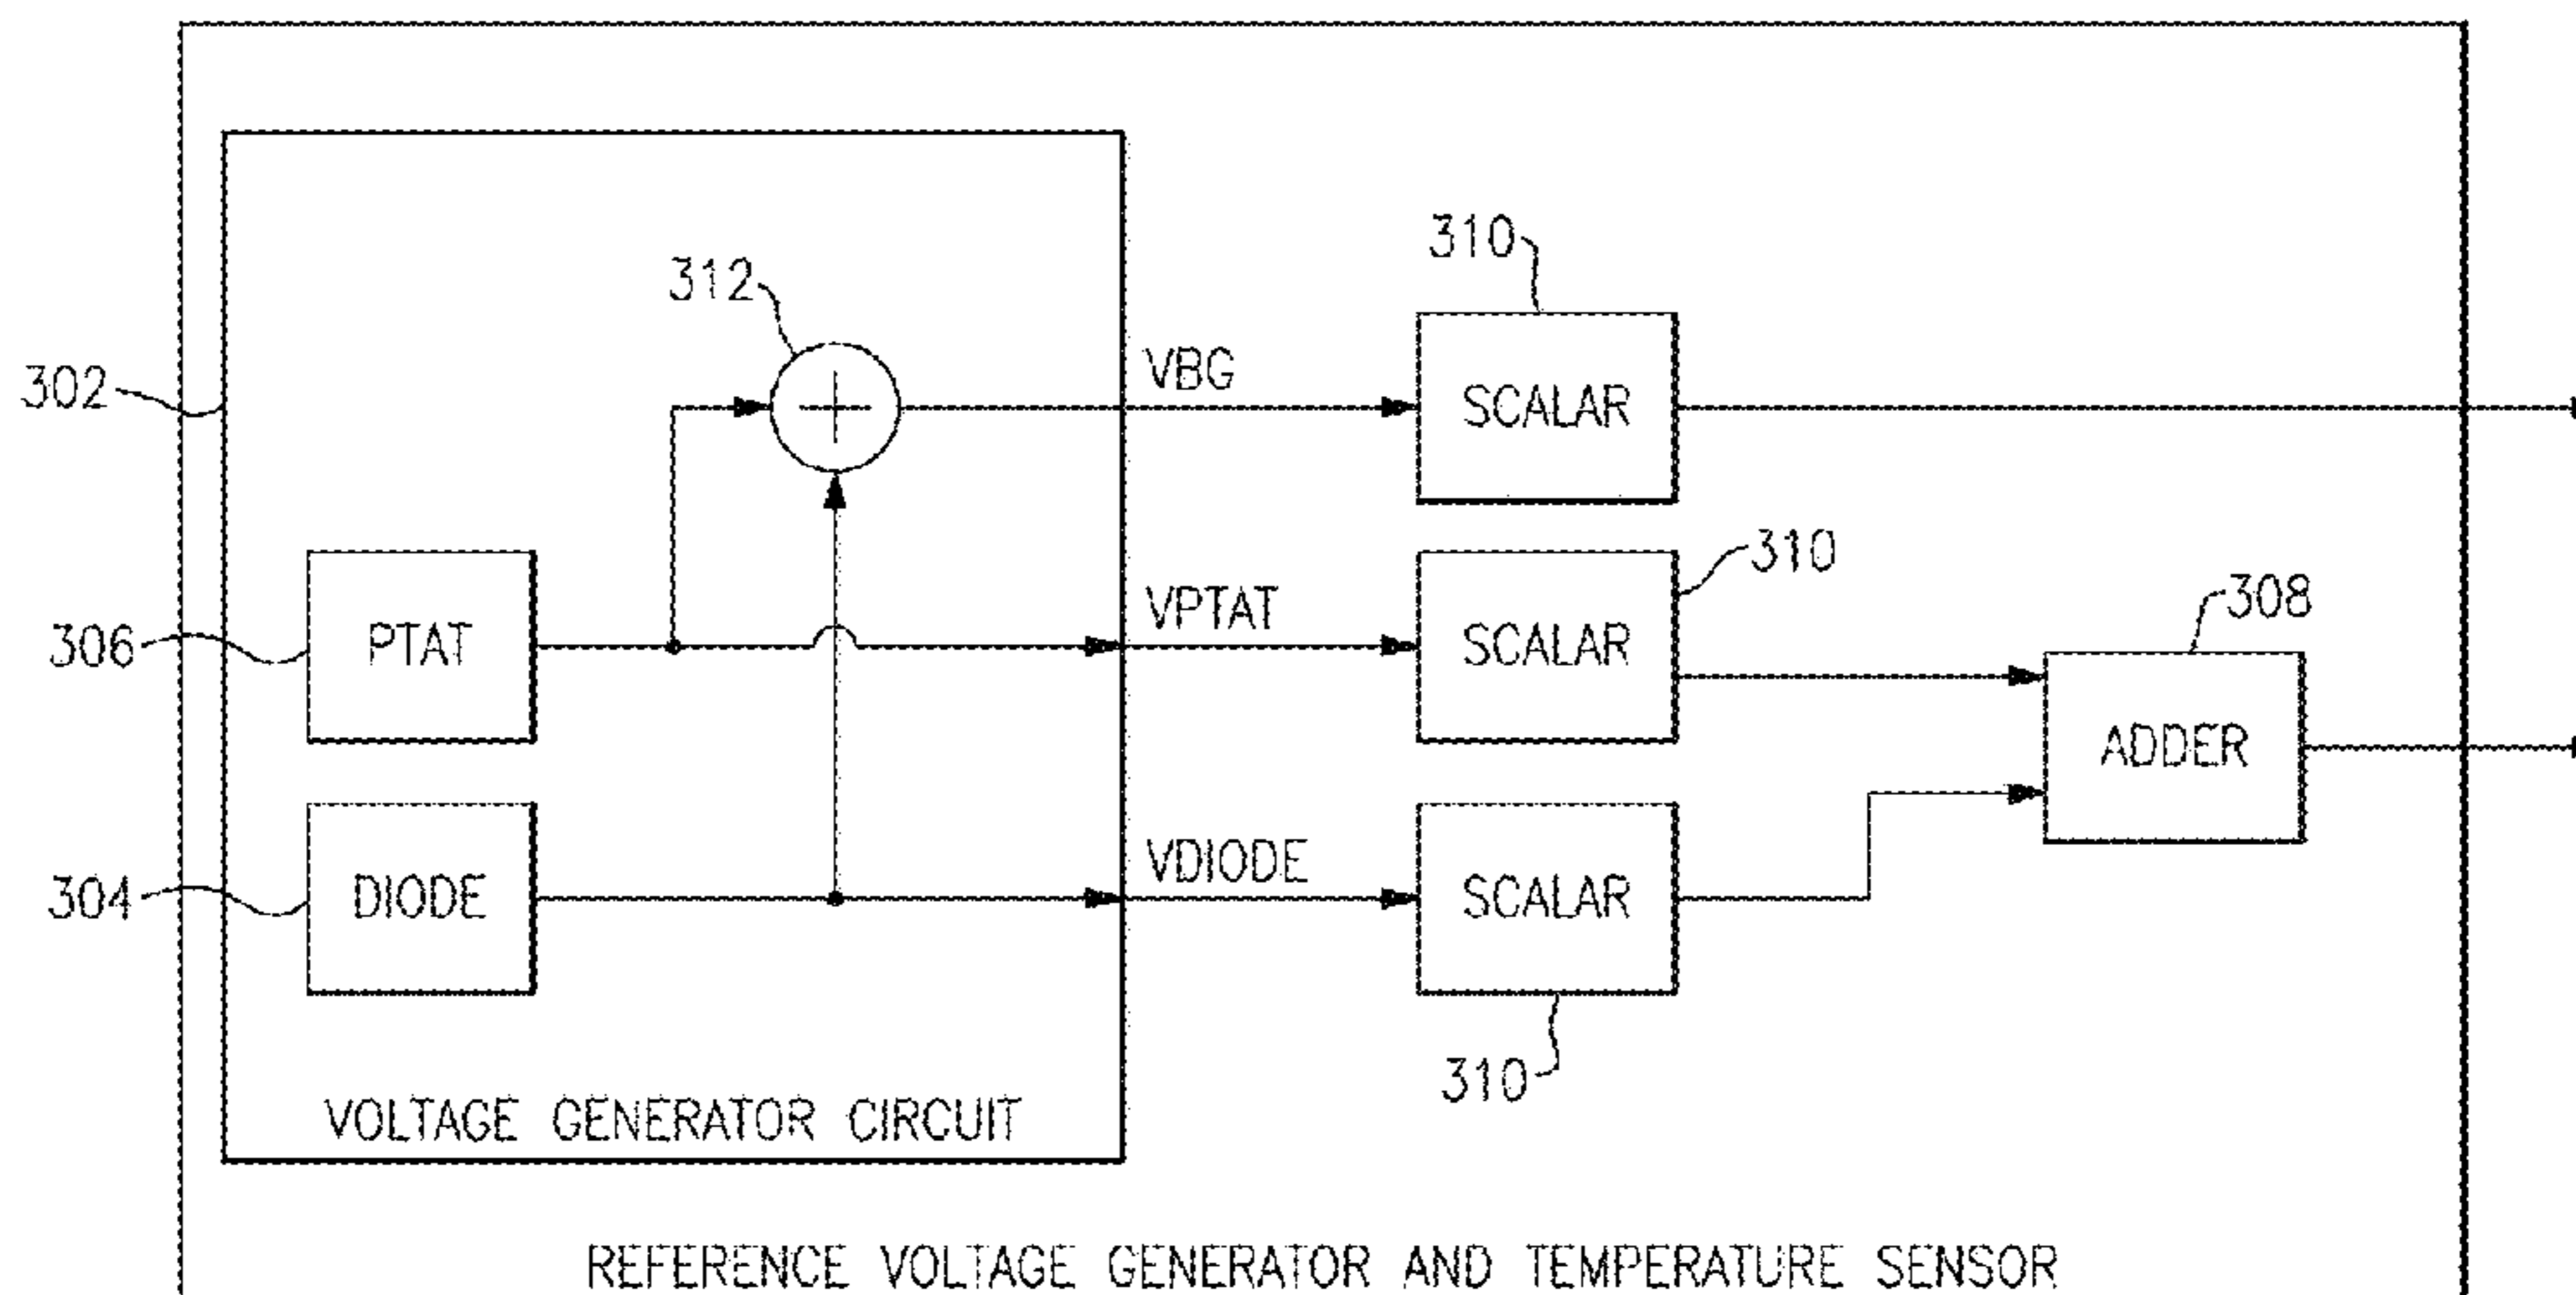 310
312
VBG
302
SCALAR
310
VPTAT
308
306
PTAT
SCALAR
ADDER
VDIODE
304
DIODE
SCALAR
310
VOLTAGE GENERATOR CIRCUIT
REFERENCE VOLTAGE GENERATOR AND TEMPERATURE SENSOR